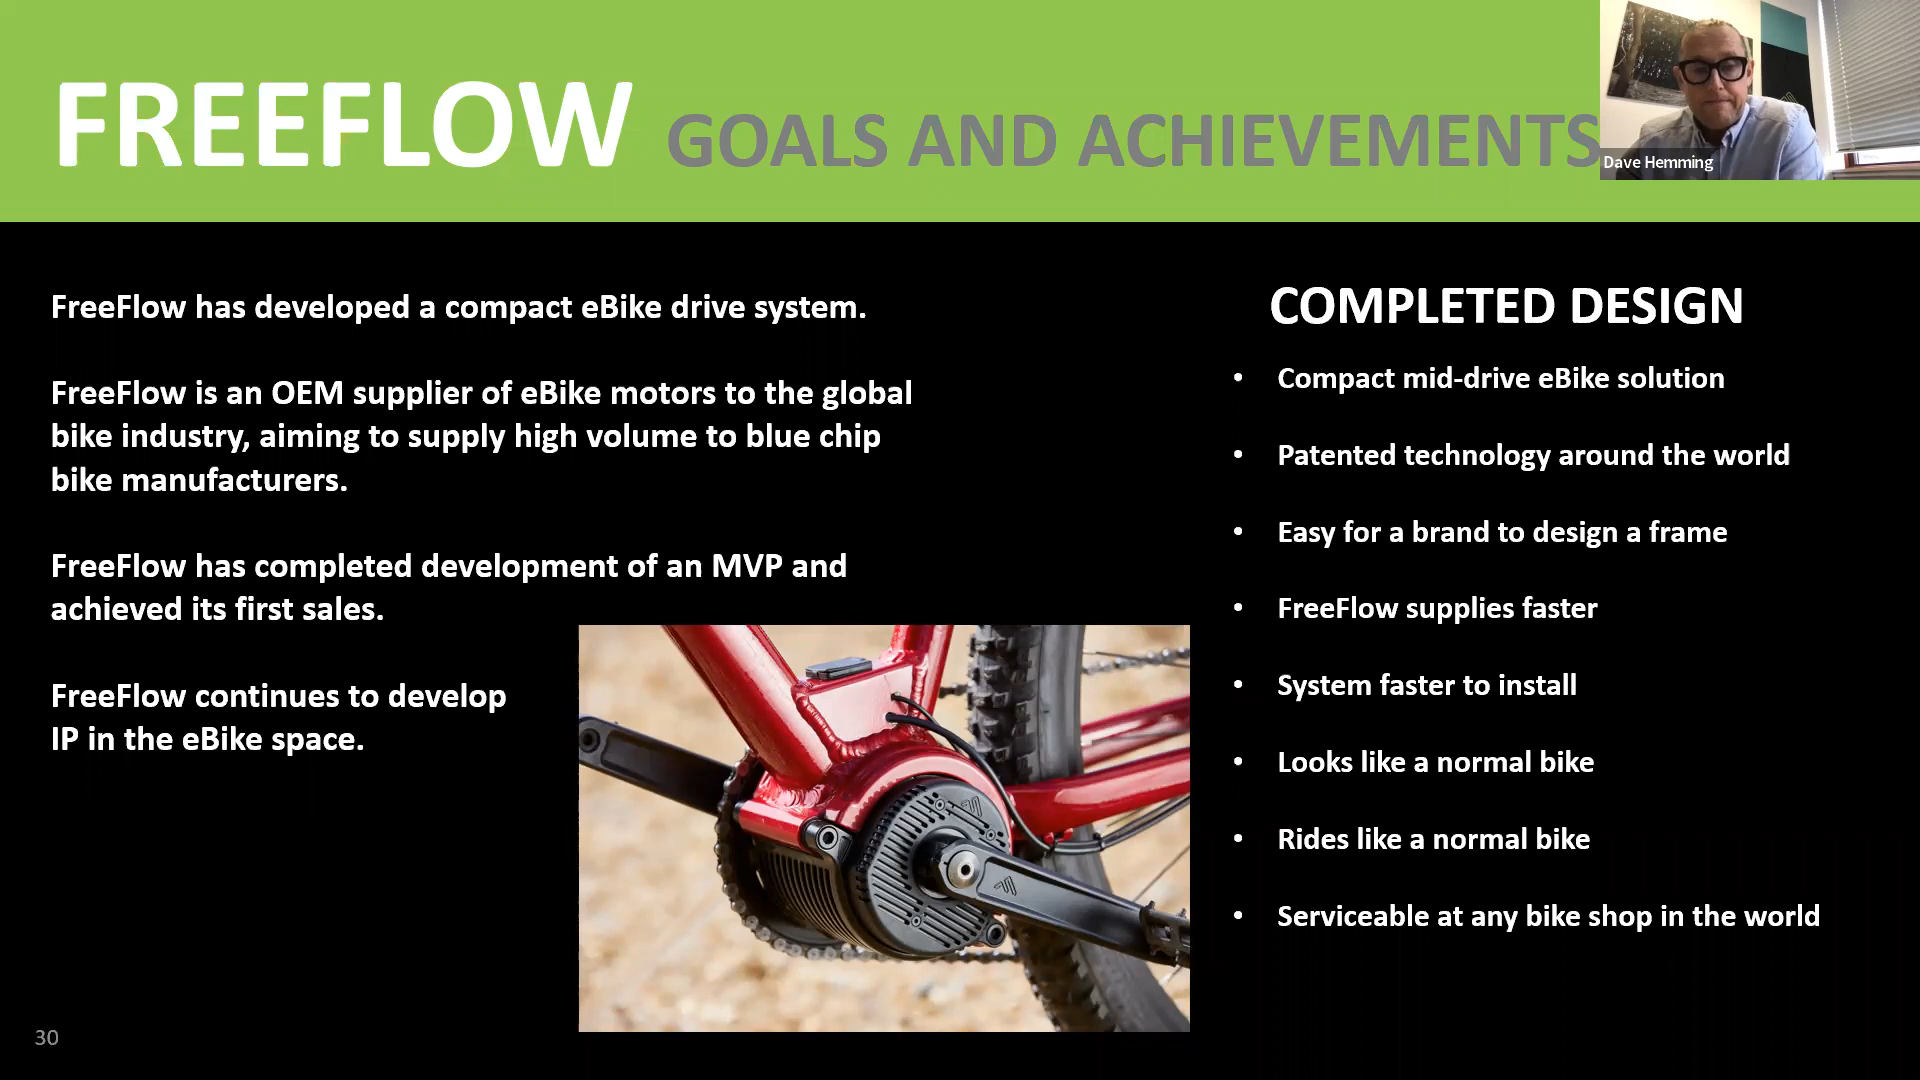 FREEFLOW GOALS AND ACHIEVEMENTS
Dave Hemming
FreeFlow has developed a compact eBike drive system.
FreeFlow is an OEM supplier of eBike motors to the global
bike industry, aiming to supply high volume to blue chip
bike manufacturers.
FreeFlow has completed development of an MVP and
achieved its first sales.
FreeFlow continues to develop
IP in the eBike space.
COMPLETED DESIGN
• Compact mid-drive eBike solution
• Patented technology around the world
• Easy for a brand to design a frame
• FreeFlow supplies faster
• System faster to install
• Looks like a normal bike
• Rides like a normal bike
• Serviceable at any bike shop in the world
30